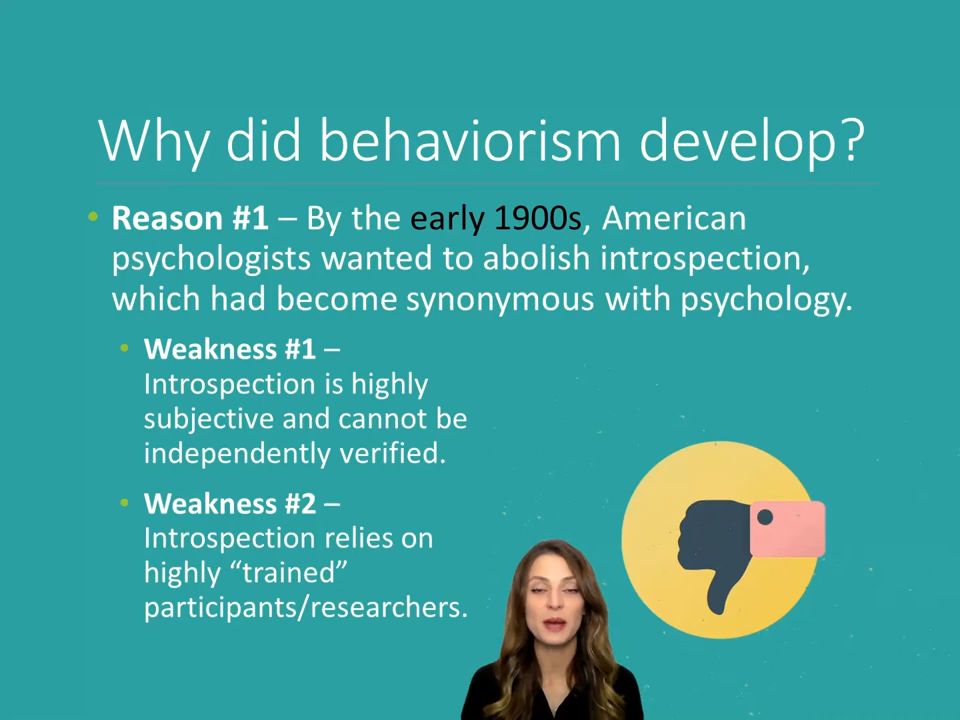 Why did behaviorism develop?
• Reason #1 – By the early 1900s, American
psychologists wanted to abolish introspection,
which had become synonymous with psychology.
• Weakness #1 –
Introspection is highly
subjective and cannot be
independently verified.
• Weakness #2 –
Introspection relies on
highly “trained”
participants/researchers.